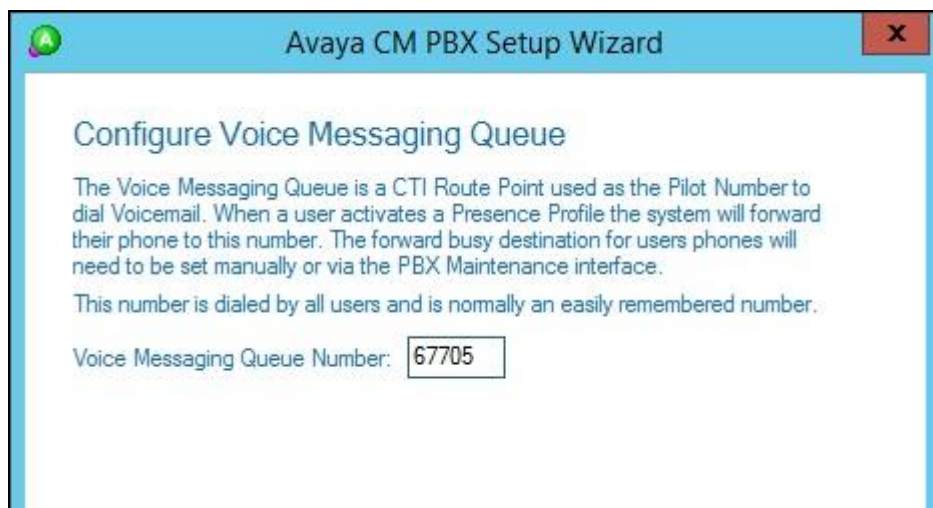 Avaya CM PBX Setup Wizard
x
Configure Voice Messaging Queue
The Voice Messaging Queue is a CTI Route Point used as the Pilot Number to
dial Voicemail. When a user activates a Presence Profile the system will forward
their phone to this number. The forward busy destination for users phones will
need to be set manually or via the PBX Maintenance interface.
This number is dialed by all users and is normally an easily remembered number.
Voice Messaging Queue Number: 67705